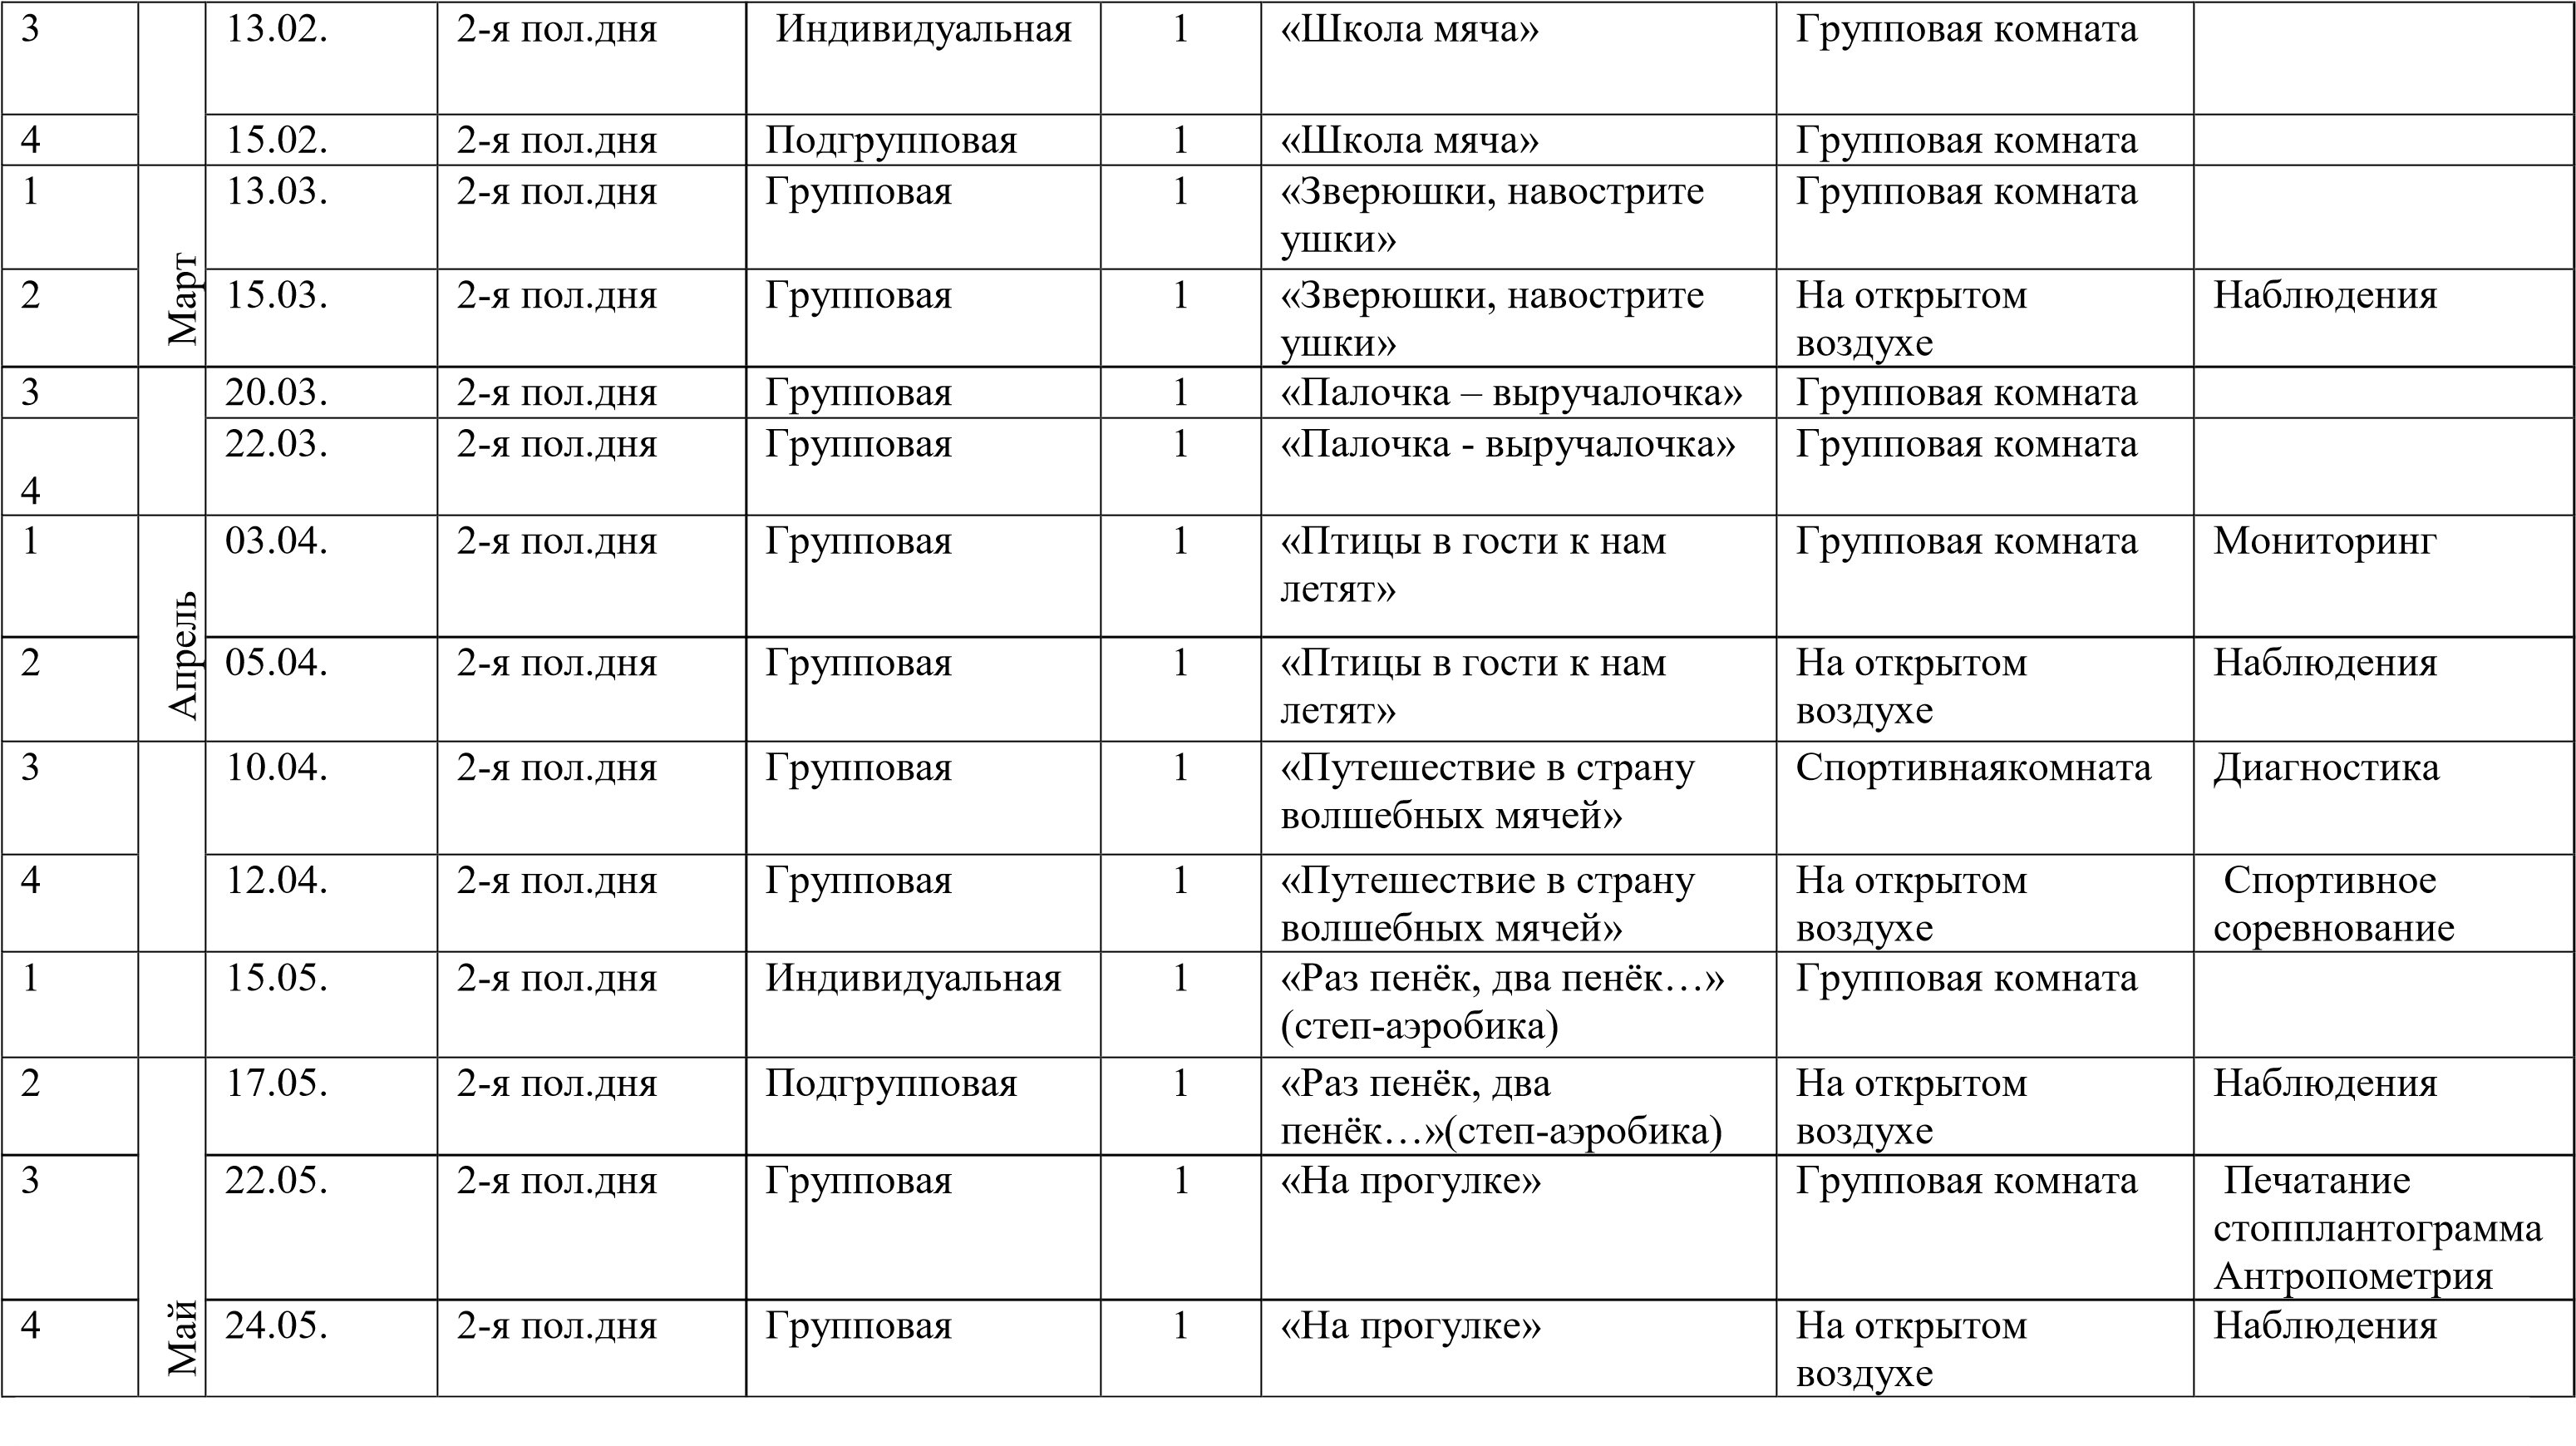 3 13.02. 2-я пол.дня Индивидуальная 1 «Школа мяча» Групповая комната
4 15.02. 2-я пол.дня Подгрупповая 1 «Школа мяча» Групповая комната
Март
1 13.03. 2-я пол.дня Групповая 1 «Зверюшки, навострите Групповая комната
ушки»
2 15.03. 2-я пол.дня Групповая 1 «Зверюшки, навострите На открытом Наблюдения
ушки» воздухе
3 20.03. 2-я пол.дня Групповая 1 «Палочка – выручалочка» Групповая комната
22.03. 2-я пол.дня Групповая 1 «Палочка - выручалочка» Групповая комната
4
Апрель
1 03.04. 2-я пол.дня Групповая 1 «Птицы в гости к нам Групповая комната Мониторинг
летят»
2 05.04. 2-я пол.дня Групповая 1 «Птицы в гости к нам На открытом Наблюдения
летят» воздухе
3 10.04. 2-я пол.дня Групповая 1 «Путешествие в страну Спортивнаякомната Диагностика
волшебных мячей»
4 12.04. 2-я пол.дня Групповая 1 «Путешествие в страну На открытом Спортивное
волшебных мячей» воздухе соревнование
1 15.05. 2-я пол.дня Индивидуальная 1 «Раз пенёк, два пенёк…» Групповая комната
(степ-аэробика)
Май
2 17.05. 2-я пол.дня Подгрупповая 1 «Раз пенёк, два На открытом Наблюдения
пенёк…»(степ-аэробика) воздухе
3 22.05. 2-я пол.дня Групповая 1 «На прогулке» Групповая комната Печатание
стопплантограмма
Антропометрия
4 24.05. 2-я пол.дня Групповая 1 «На прогулке» На открытом Наблюдения
воздухе